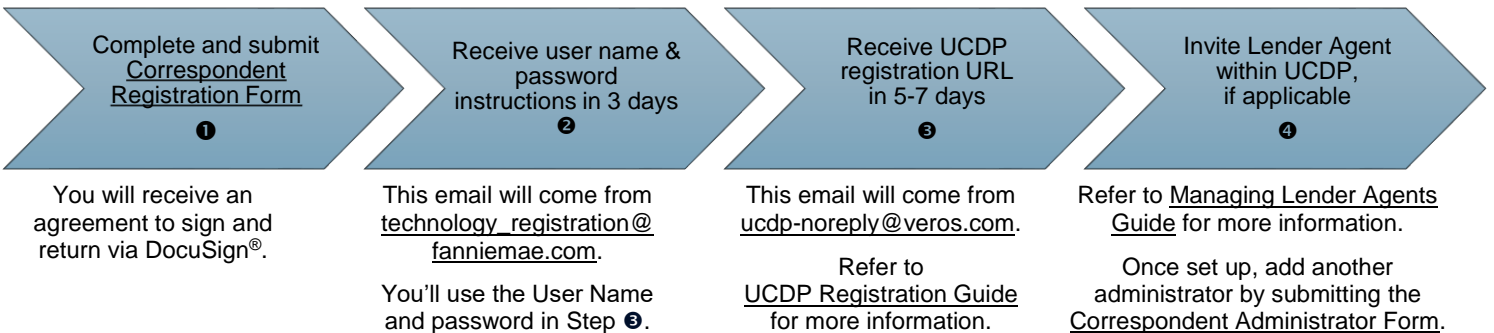 Complete and submit
Correspondent
Registration Form
❶
You will receive an
agreement to sign and
return via DocuSign®.
Receive user name &
password
instructions in 3 days
❷
This email will come from
technology_registration@
fanniemae.com.
You'll use the User Name
and password in Step ❸.
Receive UCDP
registration URL
in 5-7 days
❸
This email will come from
ucdp-noreply@veros.com.
Refer to
UCDP Registration Guide
for more information.
Invite Lender Agent
within UCDP,
if applicable
❹
Refer to Managing Lender Agents
Guide for more information.
Once set up, add another
administrator by submitting the
Correspondent Administrator Form.